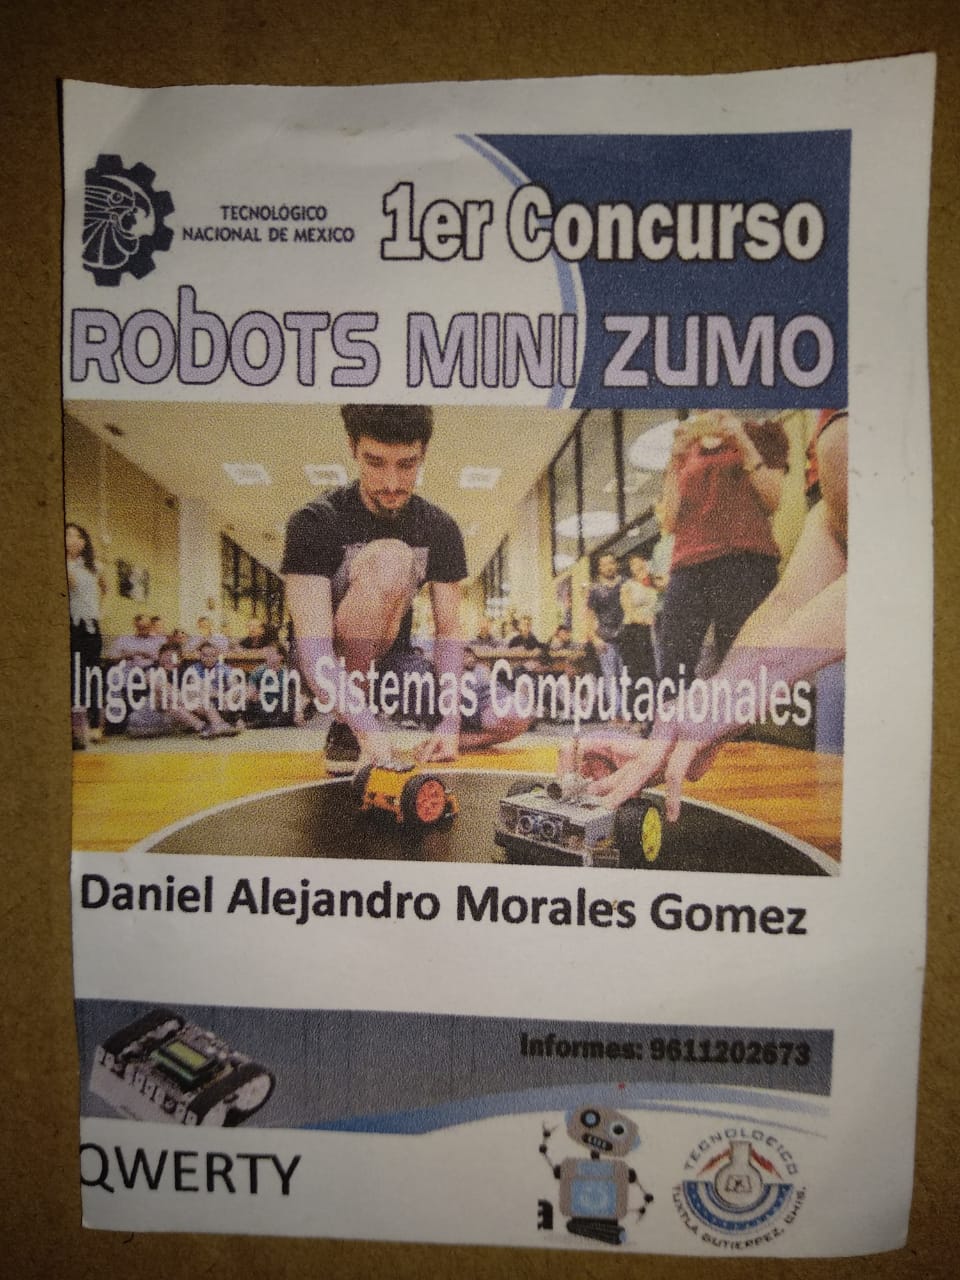 TECNOLÓGICO
NACIONAL DE MEXICO
1er Concurso
ROBOTS MINI ZUMO
Ingeniería en Sistemas Computacionales
Daniel Alejandro Morales Gomez
Informes: 9611202673
QWERTY
TECNOLOGICO
TUXTLA GUTIERREZ, CHIS.